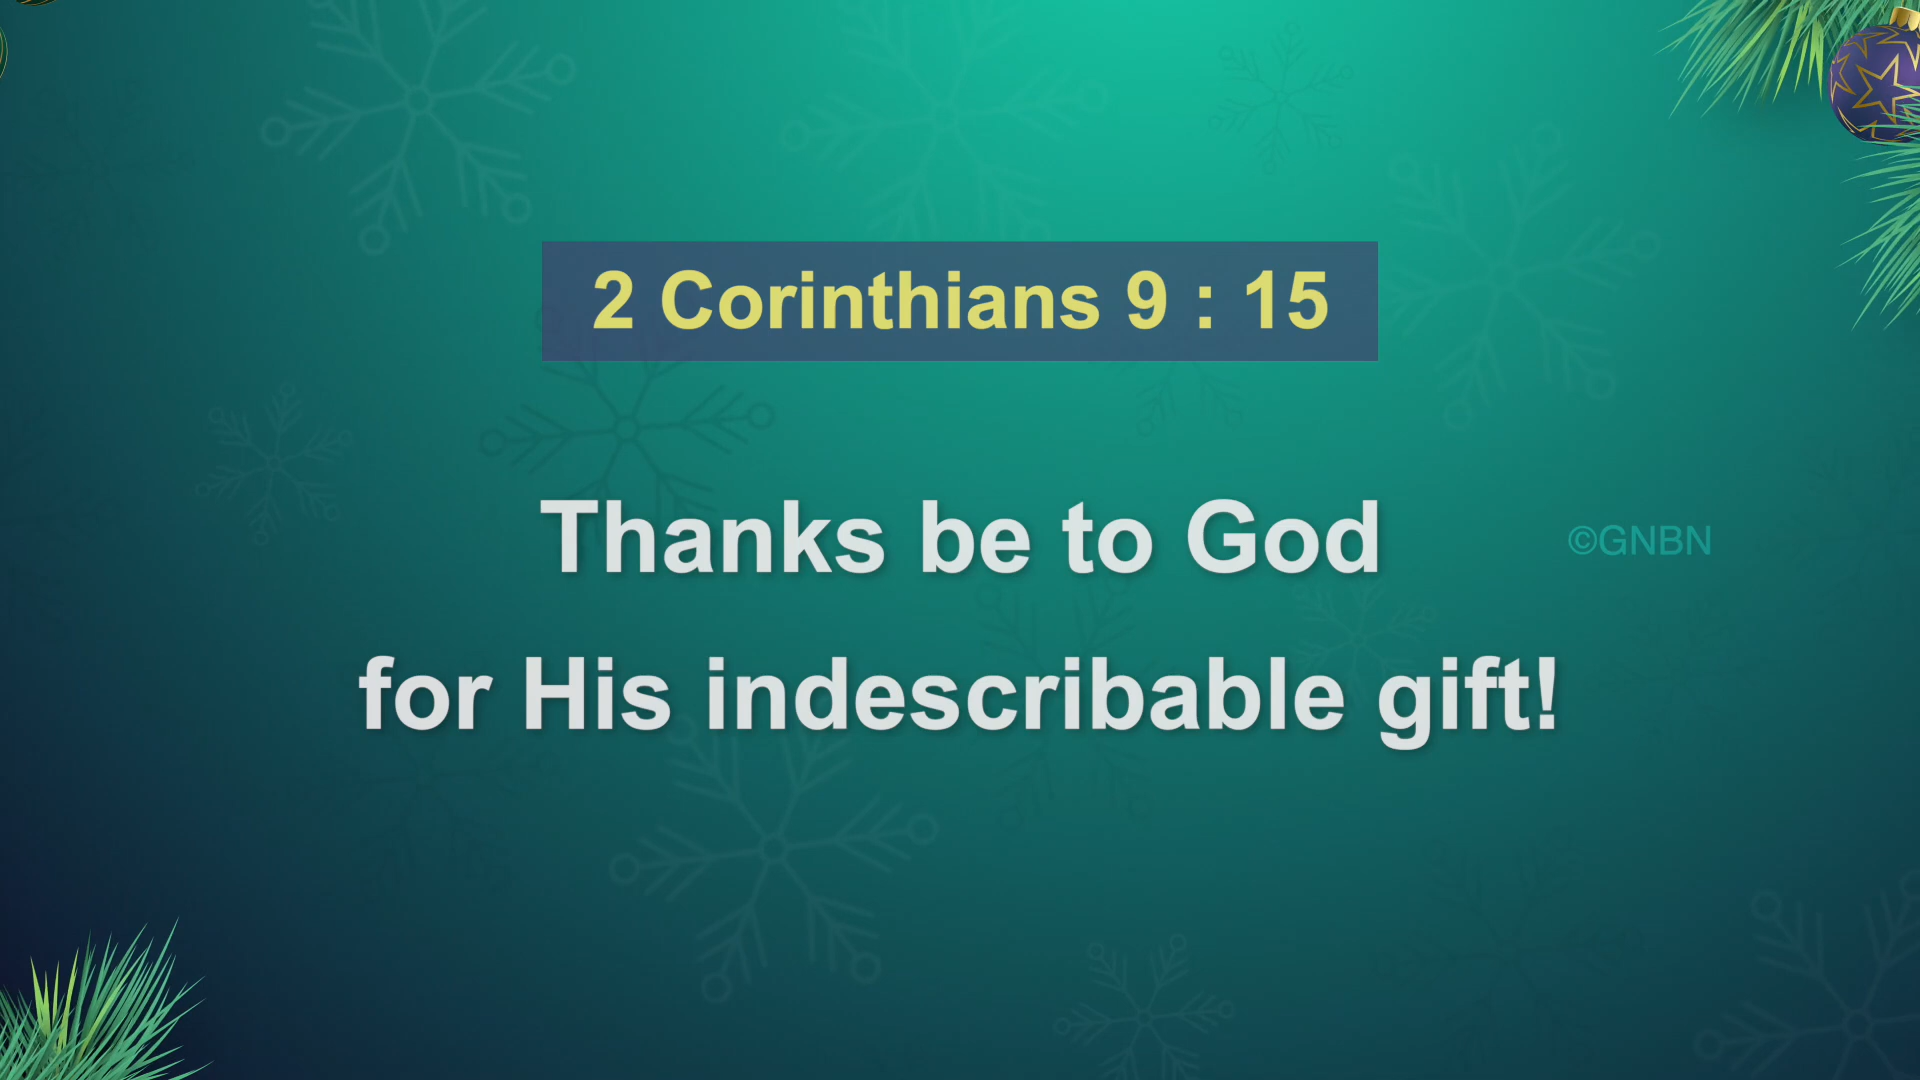 2 Corinthians 9 : 15
Thanks be to God
©GNBN
for His indescribable gift!